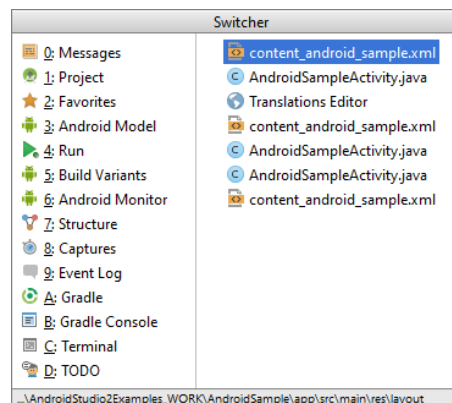 Switcher
0: Messages
1: Project
2: Favorites
3: Android Model
4: Run
5: Build Variants
6: Android Monitor
7: Structure
8: Captures
9: Event Log
A: Gradle
B: Gradle Console
C: Terminal
D: TODO
content_android_sample.xml
AndroidSampleActivity.java
Translations Editor
content_android_sample.xml
AndroidSampleActivity.java
AndroidSampleActivity.java
content_android_sample.xml
...\AndroidStudio2Examples_WORK\AndroidSample\app\src\main\res\layout